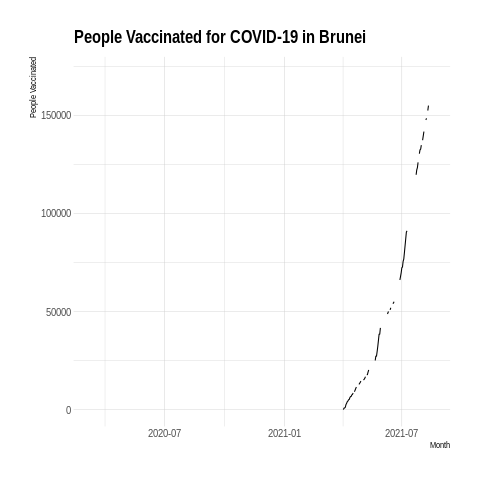 People Vaccinated for COVID-19 in Brunei
People Vaccinated
150000
100000
50000
0
2020-07
2021-01
2021-07
Month